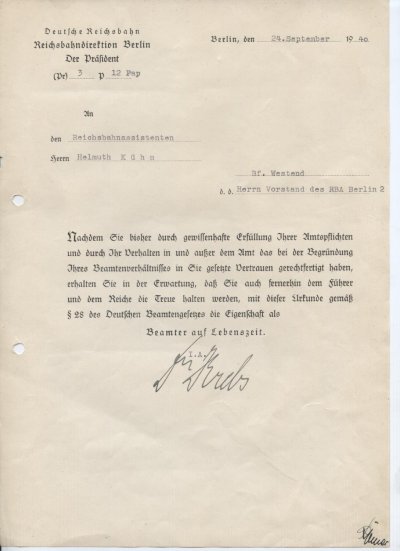 Deutsche Reichsbahn
Reichsbahndirektion Berlin
Der Präsident
(Pr) 3 p 12 Pap
Berlin, den 24.September 1940
An
den Reichsbahnassistenten
Herrn Helmuth Kühn
Bf. Westend
d. d. Herrn Vorstand des RBA Berlin 2
Nachdem Sie bisher durch gewissenhafte Erfüllung Ihrer Amtspflichten
und durch Ihr Verhalten in und außer dem Amt das bei der Begründung
Ihres Beamtenverhältnisses in Sie gesetzte Vertrauen gerechtfertigt haben,
erhalten Sie in der Erwartung, daß Sie auch fernerhin dem Führer
und dem Reiche die Treue halten werden, mit dieser Urkunde gemäß
§ 28 des Deutschen Beamtengesetzes die Eigenschaft als
Beamter auf Lebenszeit.
I.A.
Krebs